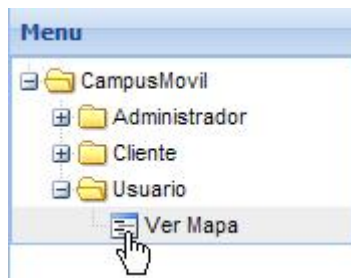 Menu
CampusMovil
Administrador
Cliente
Usuario
Ver Mapa